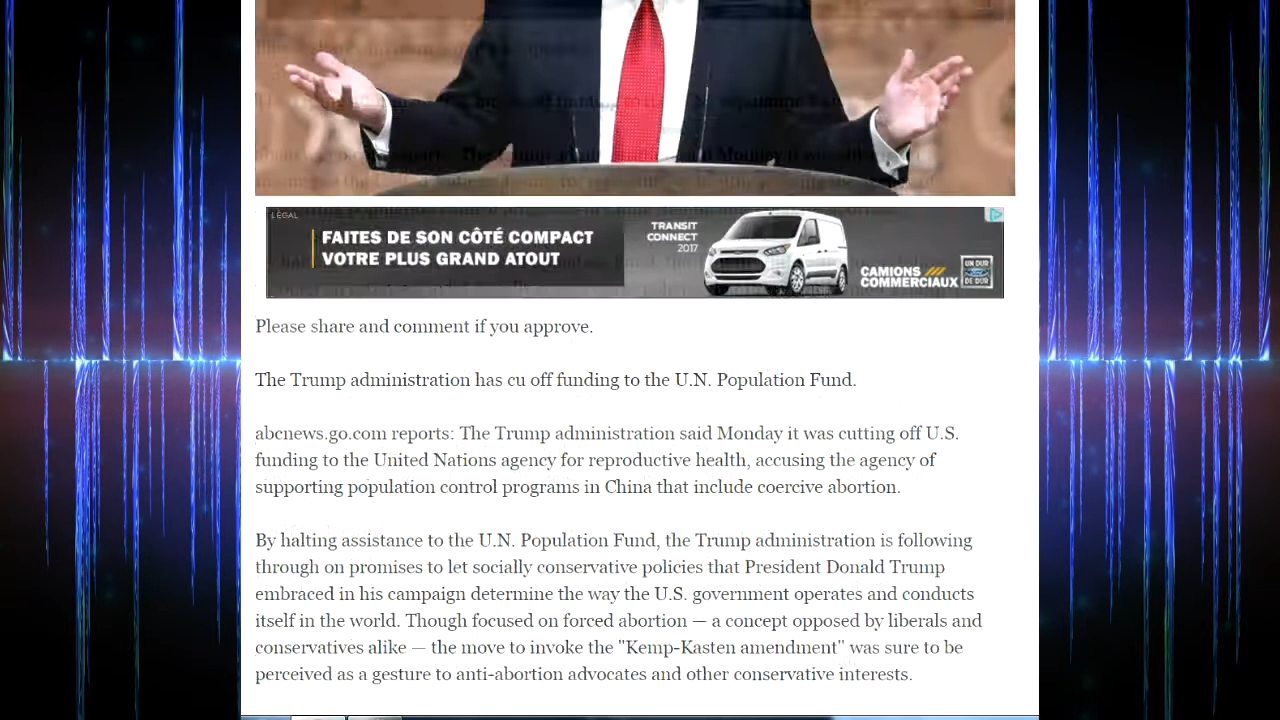 LÉGAL
FAITES DE SON CÔTÉ COMPACT
VOTRE PLUS GRAND ATOUT
TRANSIT
CONNECT
2017
CAMIONS
COMMERCIAUX
UN DUR
Ford
DE DUR
Please share and comment if you approve.
The Trump administration has cu off funding to the U.N. Population Fund.
abcnews.go.com reports: The Trump administration said Monday it was cutting off U.S.
funding to the United Nations agency for reproductive health, accusing the agency of
supporting population control programs in China that include coercive abortion.
By halting assistance to the U.N. Population Fund, the Trump administration is following
through on promises to let socially conservative policies that President Donald Trump
embraced in his campaign determine the way the U.S. government operates and conducts
itself in the world. Though focused on forced abortion — a concept opposed by liberals and
conservatives alike — the move to invoke the "Kemp-Kasten amendment" was sure to be
perceived as a gesture to anti-abortion advocates and other conservative interests.